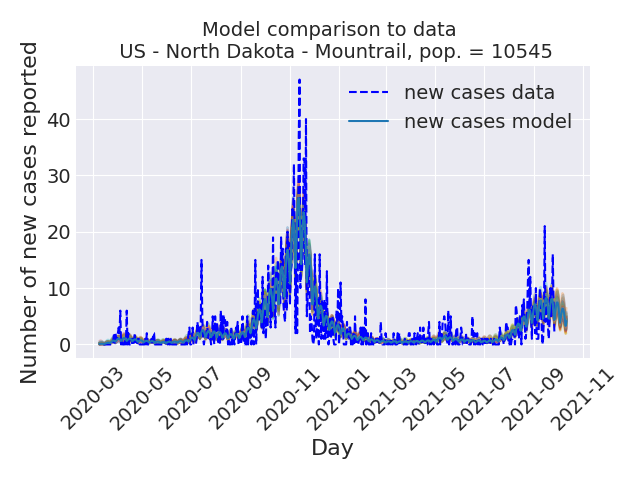 Model comparison to data
US - North Dakota - Mountrail, pop. = 10545
Number of new cases reported
new cases data
new cases model
40
30
20
10
0
2020-03
2020-05
2020-07
2020-09
2020-11
2021-01
2021-03
2021-05
2021-07
2021-09
2021-11
Day